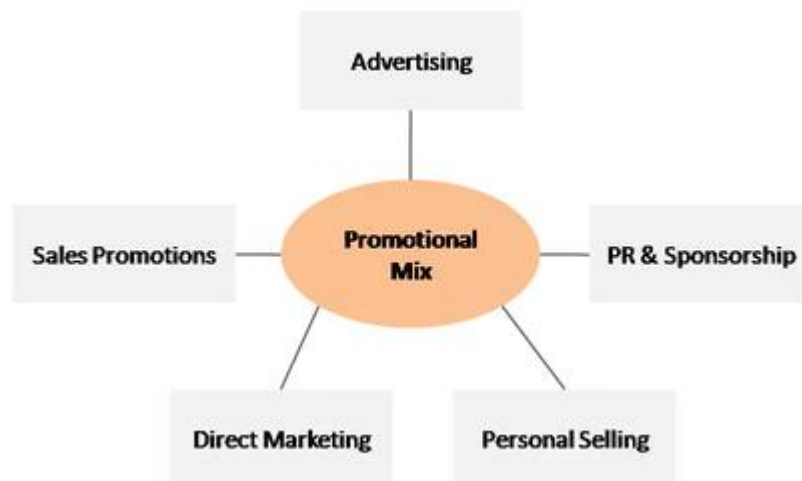 Advertising
Sales Promotions
Promotional
Mix
PR & Sponsorship
Direct Marketing
Personal Selling